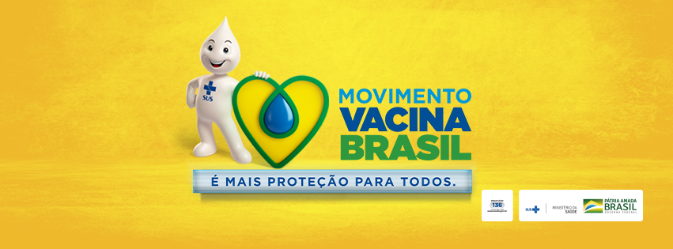 SUS
MOVIMENTO
VACINA
BRASIL
É MAIS PROTEÇÃO PARA TODOS.
136
SUS
MINISTÉRIO DA
SAÚDE
PÁTRIA AMADA
BRASIL
GOVERNO FEDERAL